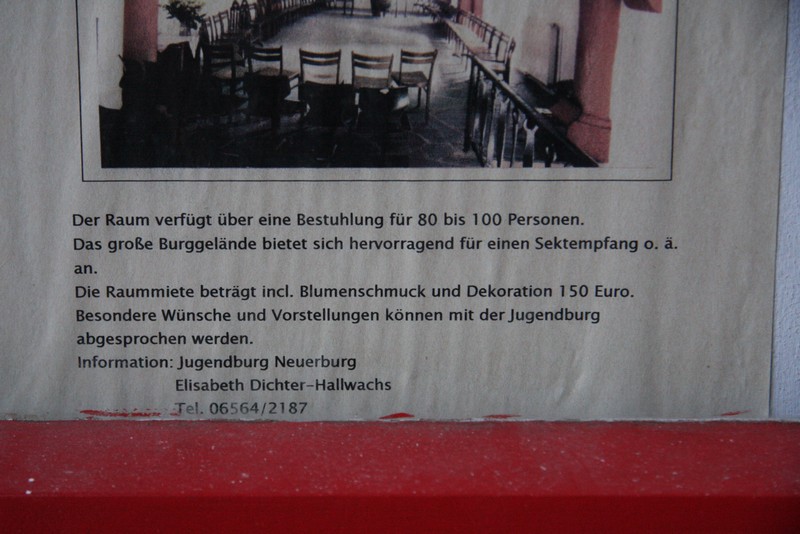 Der Raum verfügt über eine Bestuhlung für 80 bis 100 Personen.
Das große Burggelände bietet sich hervorragend für einen Sektempfang o. ä.
an.
Die Raummiete beträgt incl. Blumenschmuck und Dekoration 150 Euro.
Besondere Wünsche und Vorstellungen können mit der Jugendburg
abgesprochen werden.
Information: Jugendburg Neuerburg
Elisabeth Dichter-Hallwachs
Tel. 06564/2187